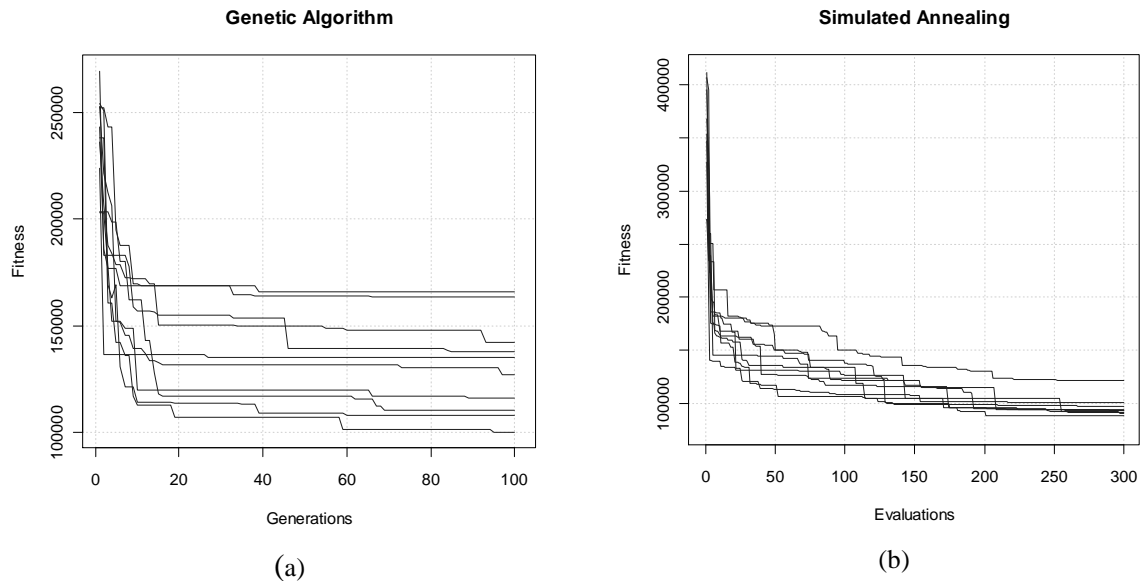 Genetic Algorithm
Fitness
250000
200000
150000
100000
0 20 40 60 80 100
Generations
(a)
Simulated Annealing
Fitness
400000
300000
200000
100000
0 50 100 150 200 250 300
Evaluations
(b)